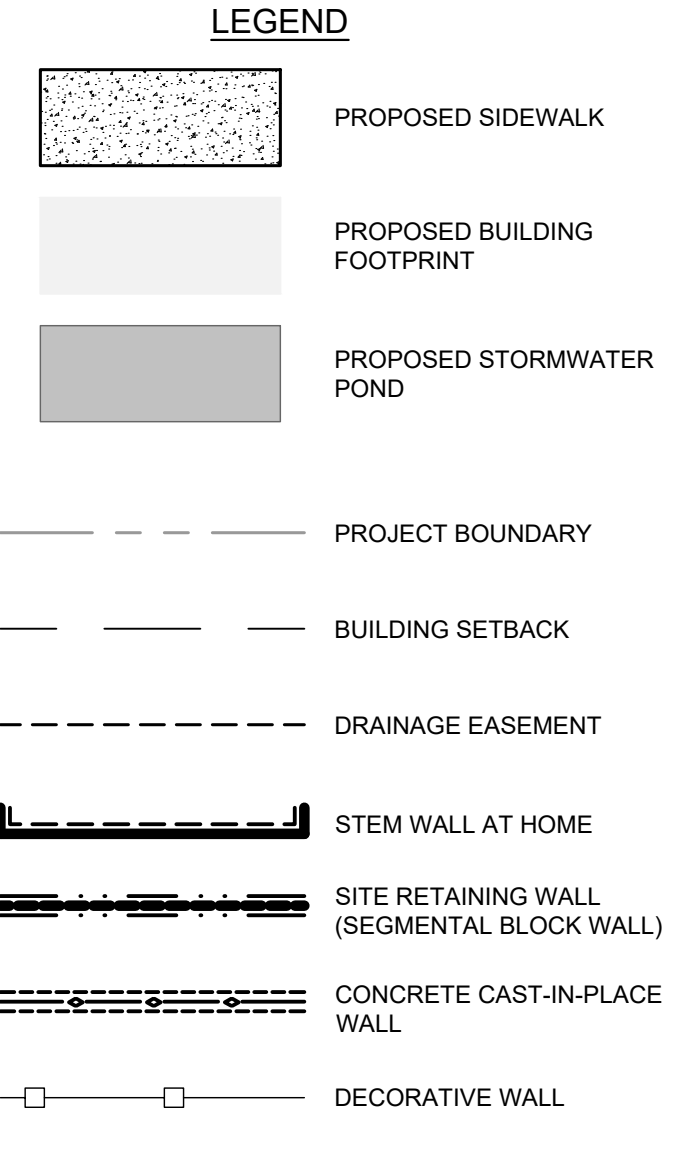 LEGEND
PROPOSED SIDEWALK
PROPOSED BUILDING
FOOTPRINT
PROPOSED STORMWATER
POND
PROJECT BOUNDARY
BUILDING SETBACK
DRAINAGE EASEMENT
STEM WALL AT HOME
SITE RETAINING WALL
(SEGMENTAL BLOCK WALL)
CONCRETE CAST-IN-PLACE
WALL
DECORATIVE WALL